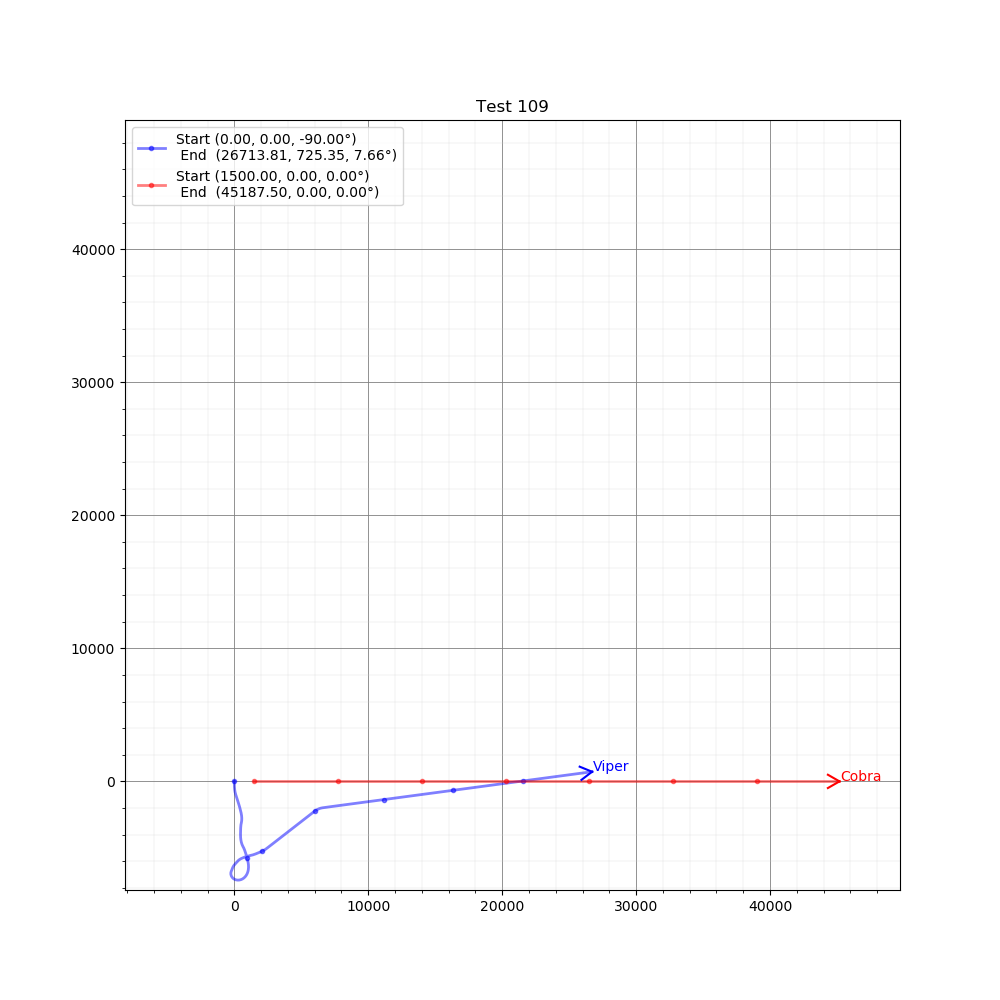 Test 109
Start (0.00, 0.00, -90.00°)
End (26713.81, 725.35, 7.66°)
Start (1500.00, 0.00, 0.00°)
End (45187.50, 0.00, 0.00°)
40000
30000
20000
10000
0
Viper
Cobra
0
10000
20000
30000
40000